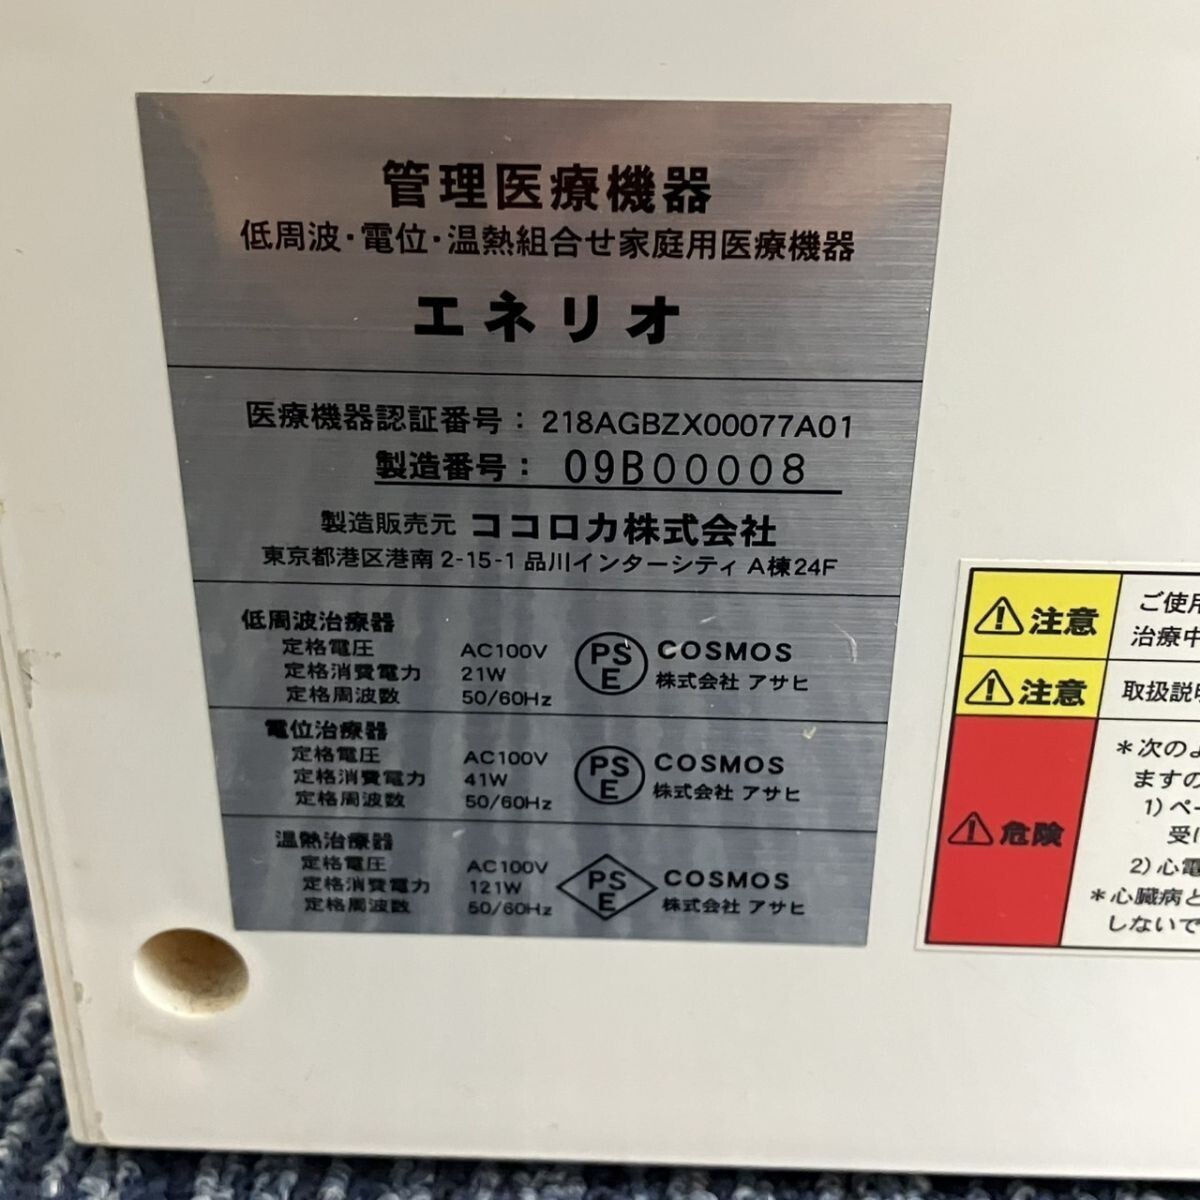 管理医療機器
低周波・電位・温熱組合せ家庭用医療機器
エネリオ
医療機器認証番号：218AGBZX00077A01
製造番号：09B00008
製造販売元 ココロカ株式会社
東京都港区港南 2-15-1 品川インターシティ A棟24F
低周波治療器
定格電圧 AC100V
定格消費電力 21W
定格周波数 50/60Hz
PSE COSMOS
株式会社 アサヒ
電位治療器
定格電圧 AC100V
定格消費電力 41W
定格周波数 50/60Hz
PSE COSMOS
株式会社 アサヒ
温熱治療器
定格電圧 AC100V
定格消費電力 121W
定格周波数 50/60Hz
PSE COSMOS
株式会社 アサヒ
注意
ご使用
治療中
注意
取扱説明
危険
＊次のよ
ますの
1) ペー
受け
2) 心電
＊心臓病と
しないで